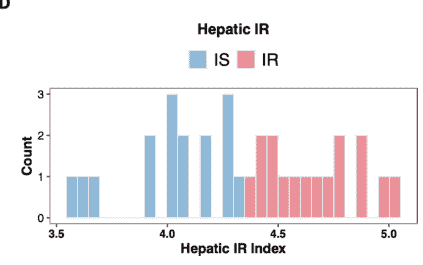 D
Hepatic IR
IS IR
3
2
1
0
Count
3.5 4.0 4.5 5.0
Hepatic IR Index